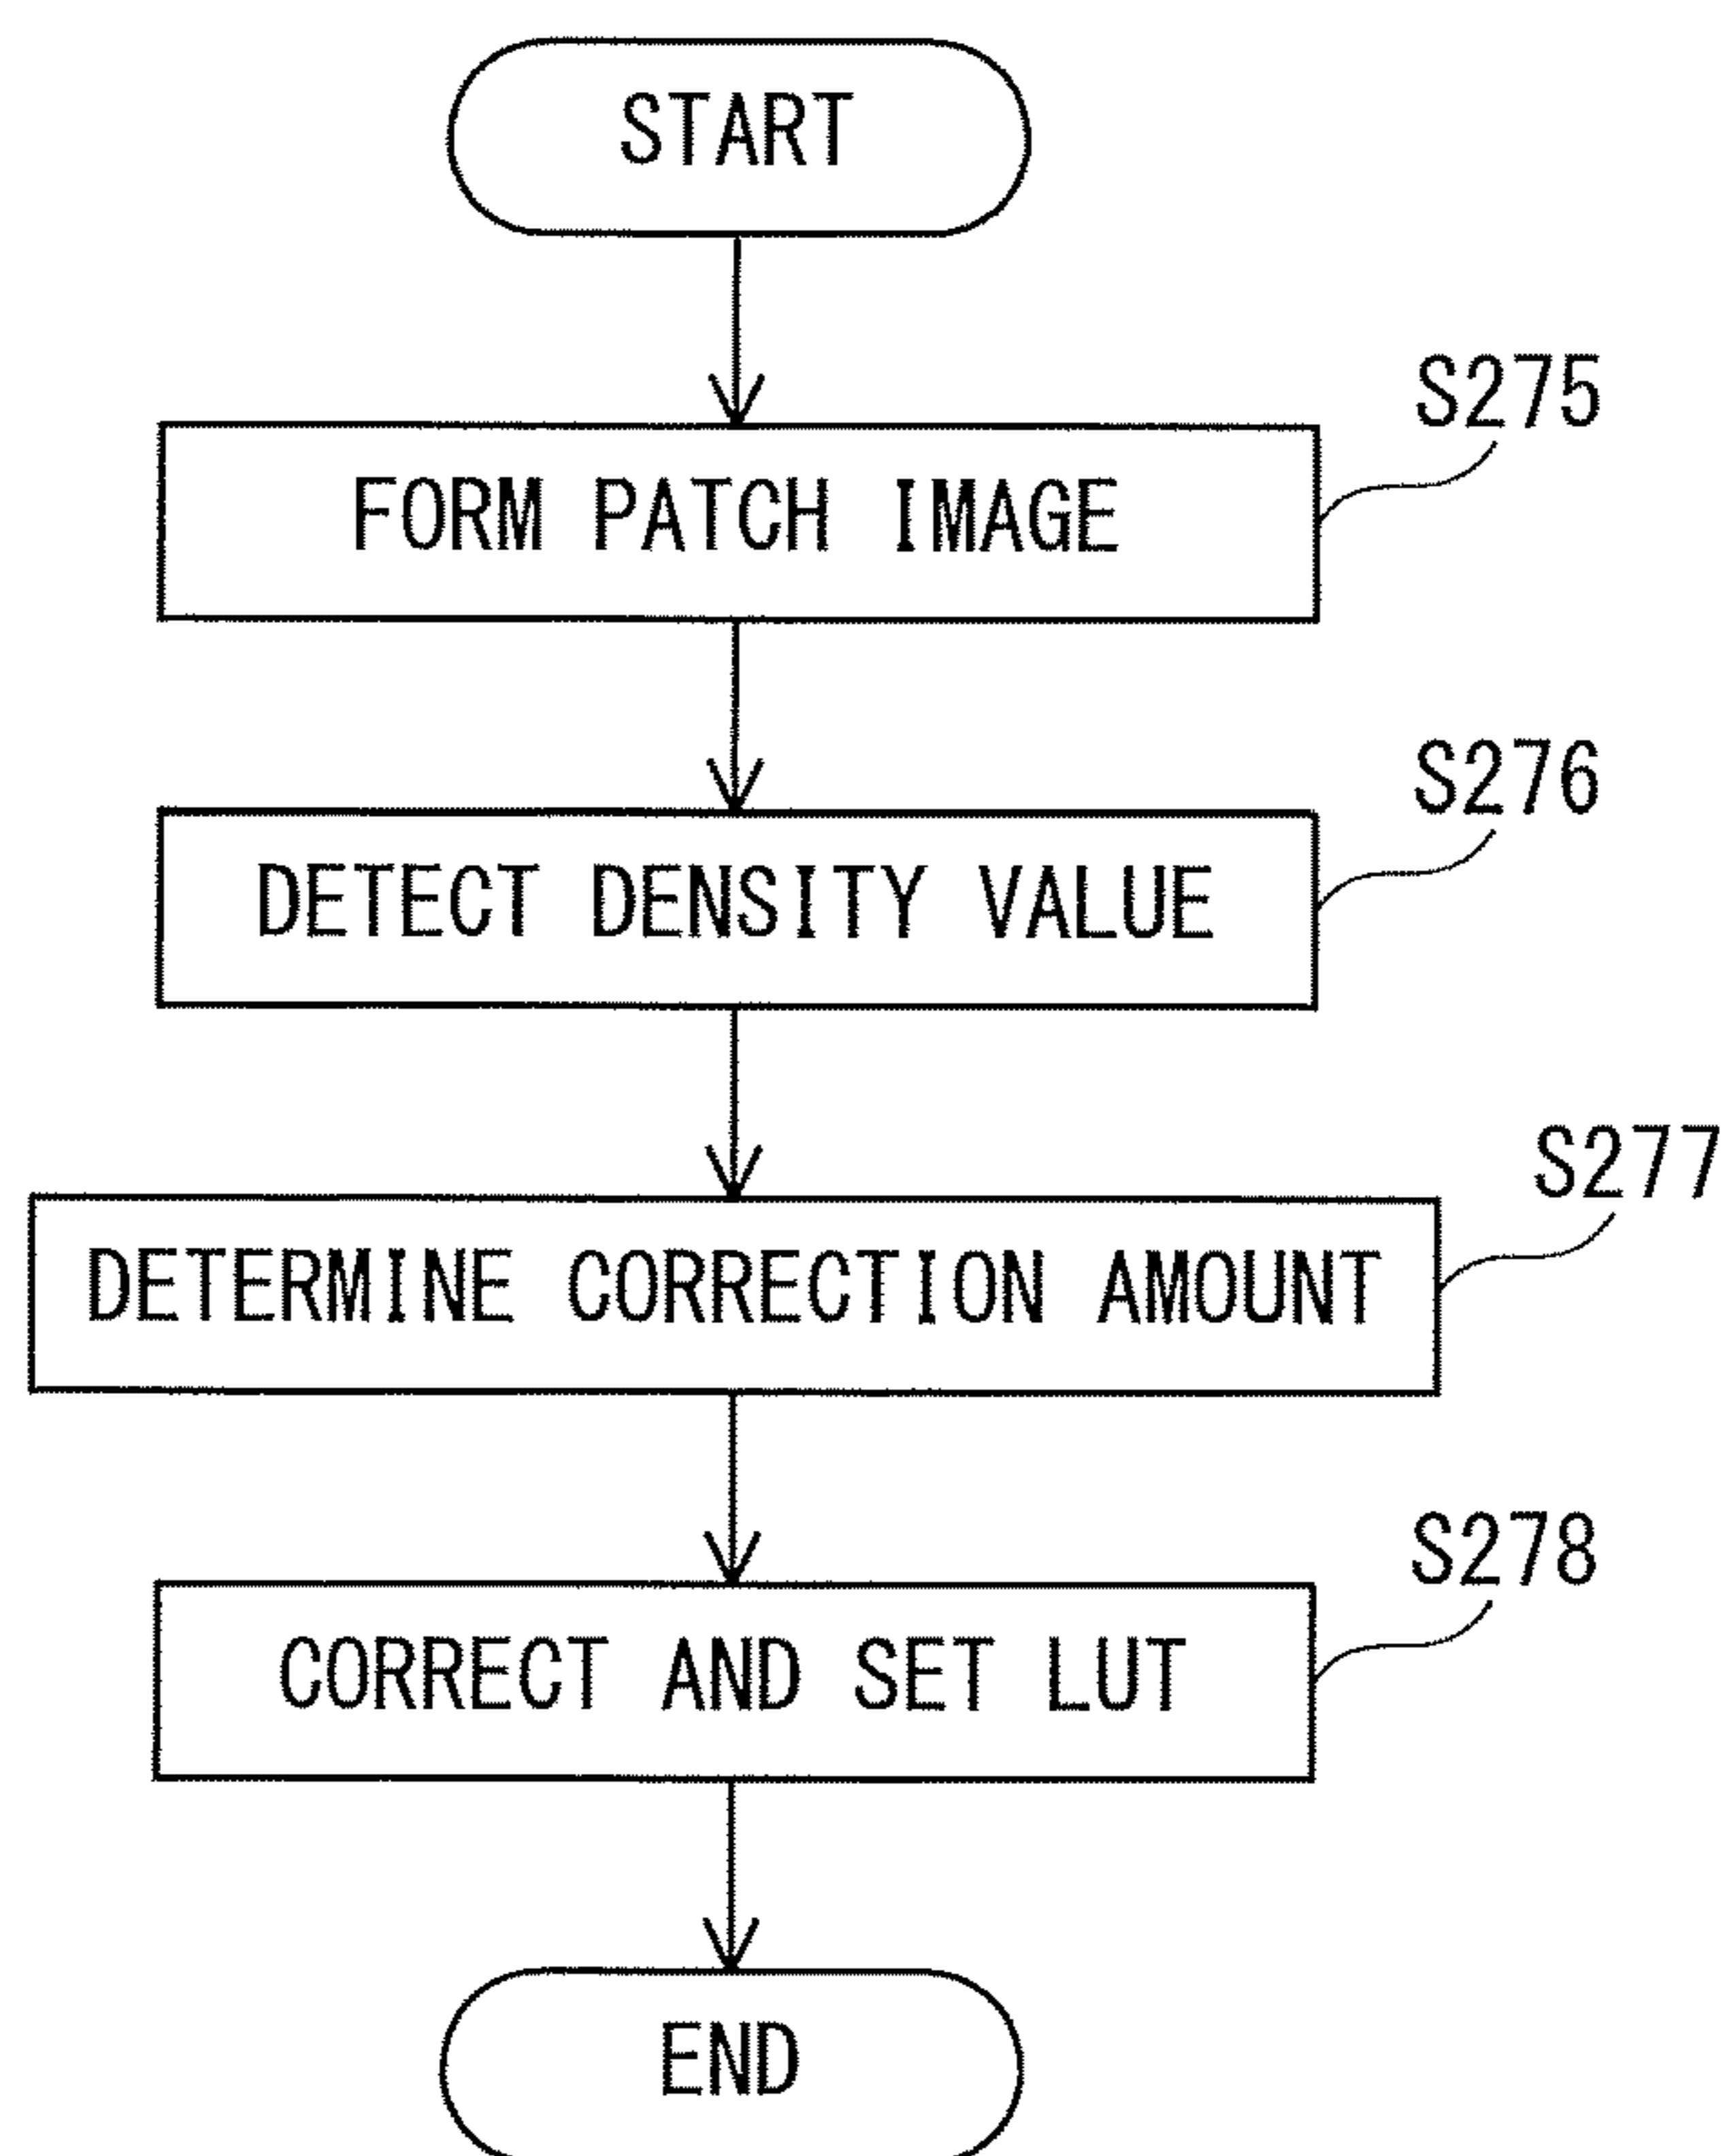 START
S275
FORM PATCH IMAGE
S276
DETECT DENSITY VALUE
S277
DETERMINE CORRECTION AMOUNT
S278
CORRECT AND SET LUT
END